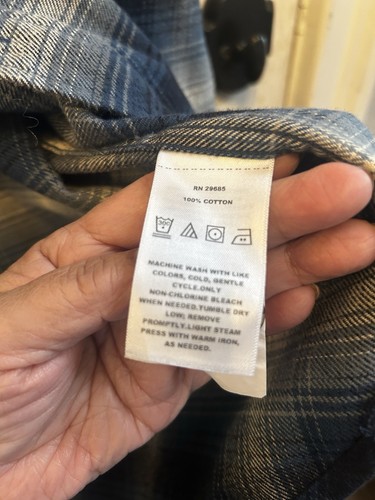 RN 29685
100% COTTON
30°
MACHINE WASH WITH LIKE
COLORS, COLD, GENTLE
CYCLE.ONLY
NON-CHLORINE BLEACH
WHEN NEEDED.TUMBLE DRY
LOW; REMOVE
PROMPTLY.LIGHT STEAM
PRESS WITH WARM IRON,
AS NEEDED.